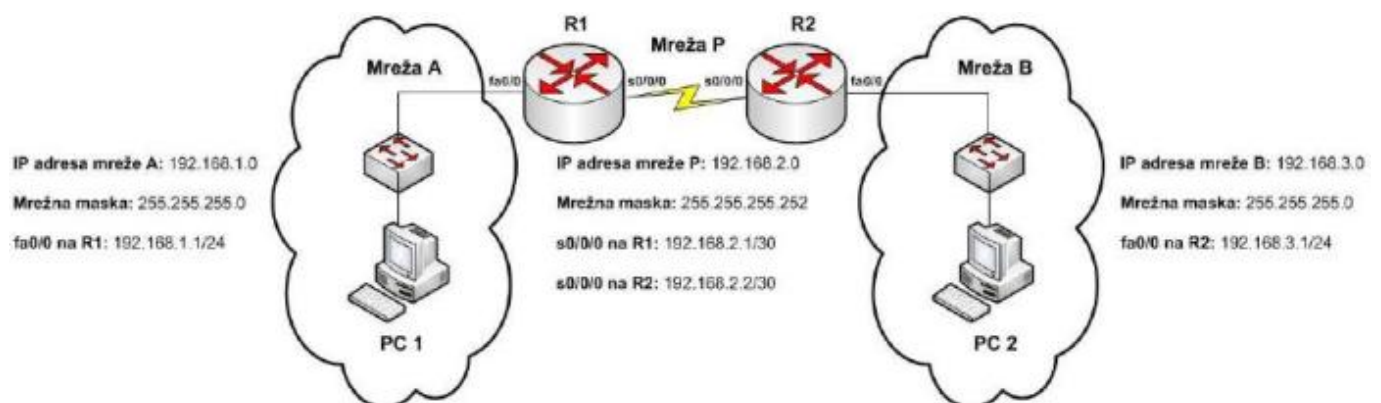 R1
R2
Mreža P
Mreža A
Mreža B
fa0/0
s0/0/0
s0/0/0
fa0/0
IP adresa mreže A: 192.168.1.0
Mrežna maska: 255.255.255.0
fa0/0 na R1: 192.168.1.1/24
IP adresa mreže P: 192.168.2.0
Mrežna maska: 255.255.255.252
s0/0/0 na R1: 192.168.2.1/30
s0/0/0 na R2: 192.168.2.2/30
IP adresa mreže B: 192.168.3.0
Mrežna maska: 255.255.255.0
fa0/0 na R2: 192.168.3.1/24
PC 1
PC 2